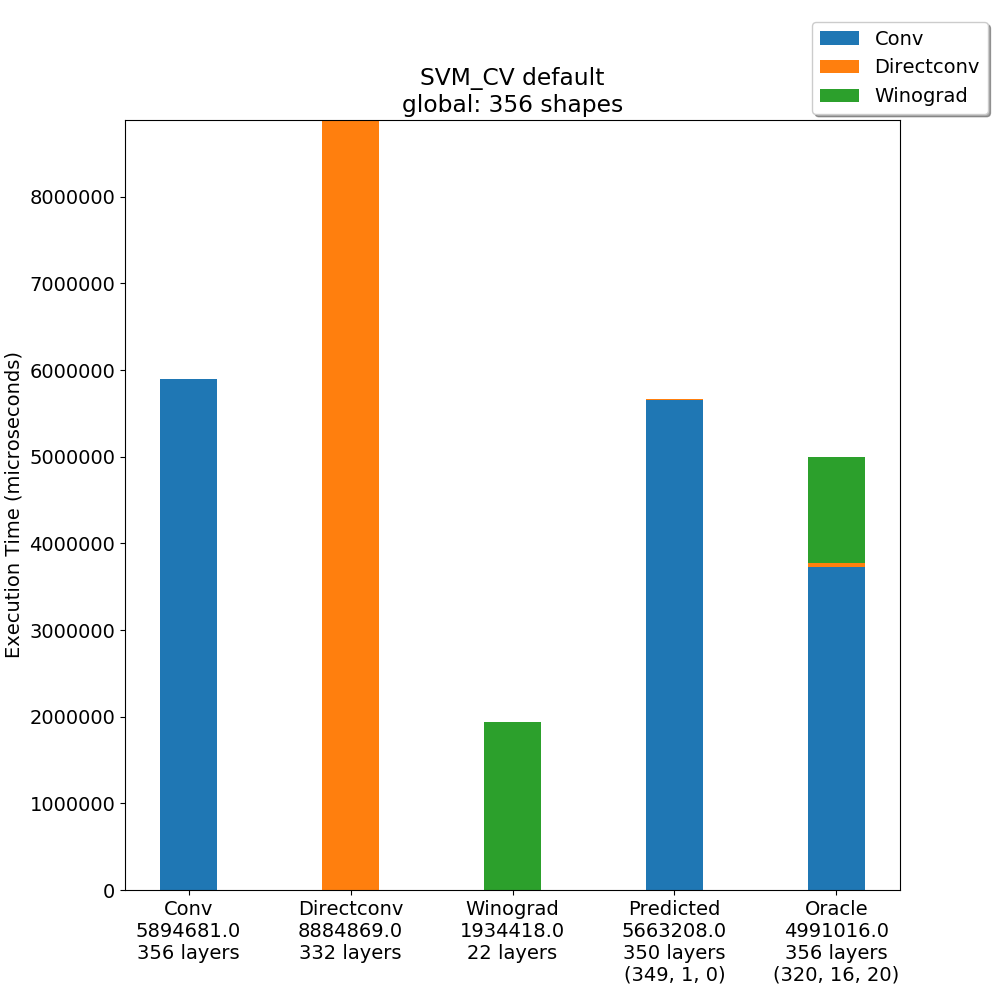 Conv
Directconv
Winograd
SVM_CV default
global: 356 shapes
Execution Time (microseconds)
8000000
7000000
6000000
5000000
4000000
3000000
2000000
1000000
0
Conv
5894681.0
356 layers
Directconv
8884869.0
332 layers
Winograd
1934418.0
22 layers
Predicted
5663208.0
350 layers
(349, 1, 0)
Oracle
4991016.0
356 layers
(320, 16, 20)